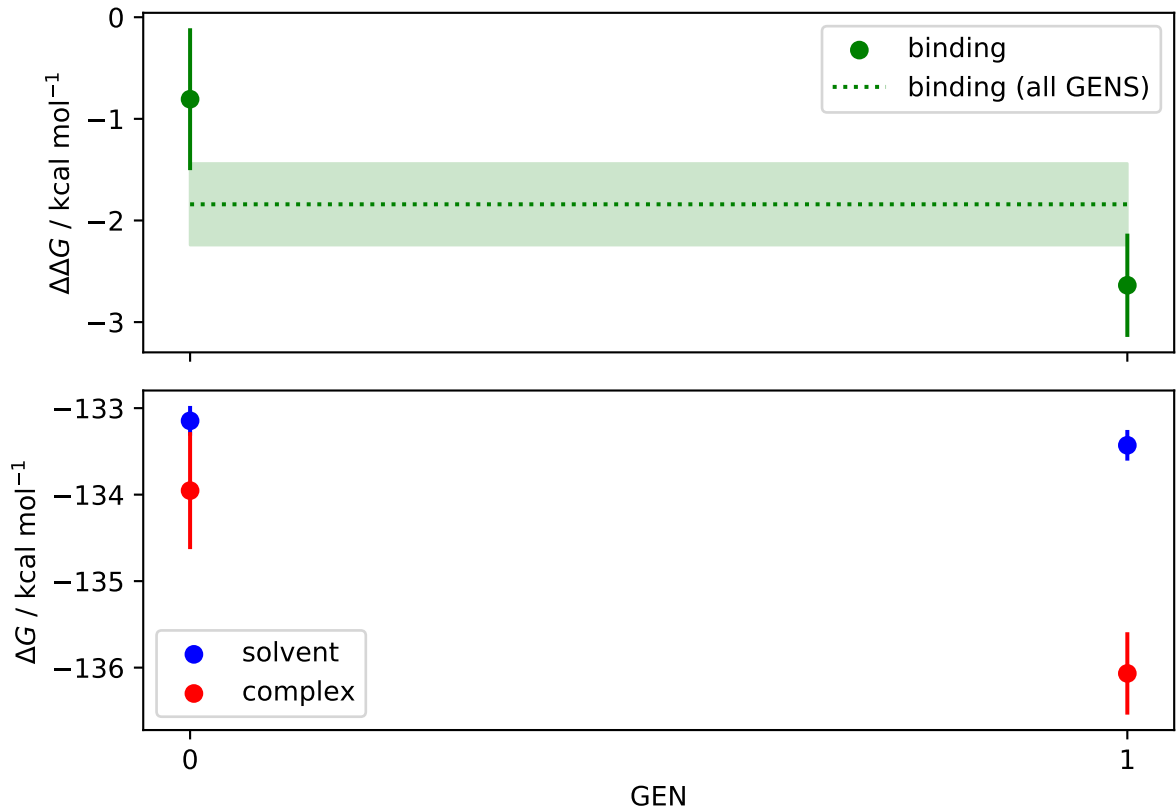 0
−1
−2
−3
ΔΔG / kcal mol⁻¹
binding
binding (all GENS)
−133
−134
−135
−136
ΔG / kcal mol⁻¹
solvent
complex
0
1
GEN